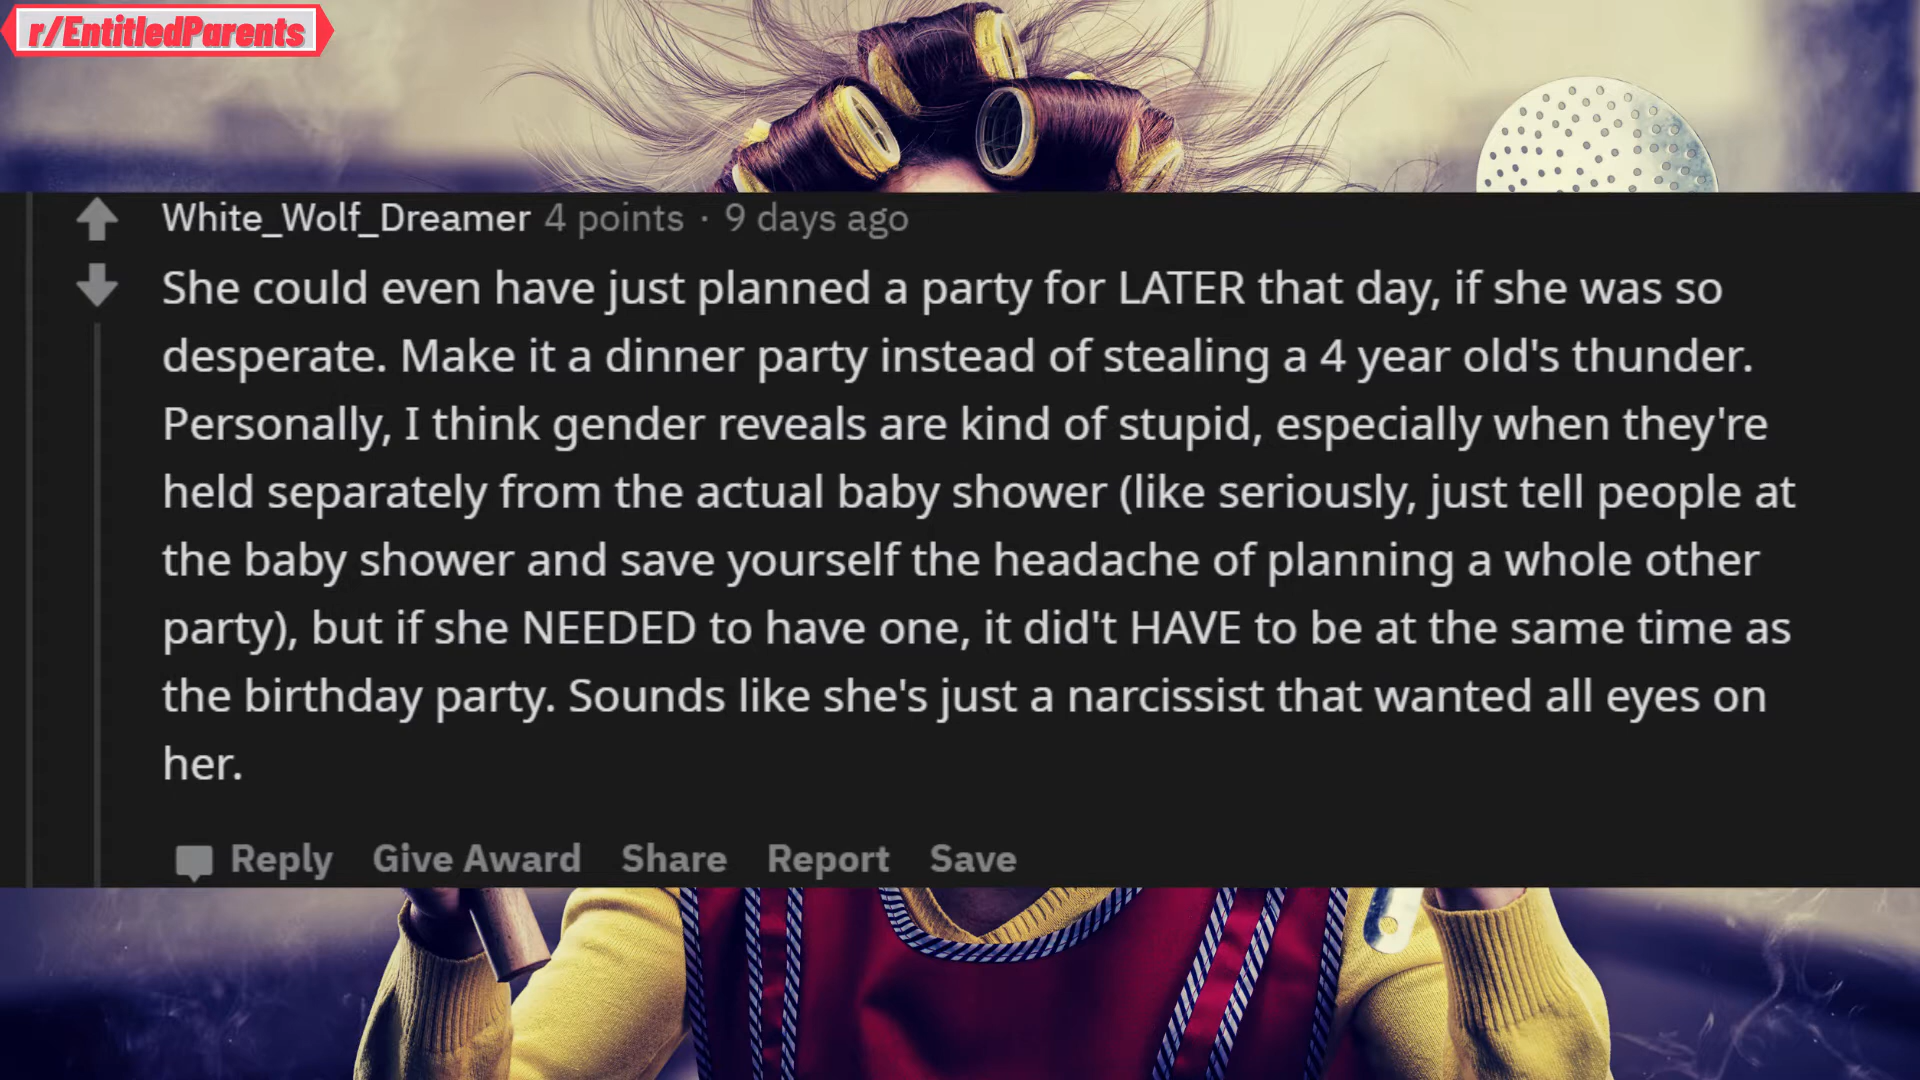 r/EntitledParents
White_Wolf_Dreamer 4 points · 9 days ago
She could even have just planned a party for LATER that day, if she was so
desperate. Make it a dinner party instead of stealing a 4 year old's thunder.
Personally, I think gender reveals are kind of stupid, especially when they're
held separately from the actual baby shower (like seriously, just tell people at
the baby shower and save yourself the headache of planning a whole other
party), but if she NEEDED to have one, it did't HAVE to be at the same time as
the birthday party. Sounds like she's just a narcissist that wanted all eyes on
her.
Reply Give Award Share Report Save